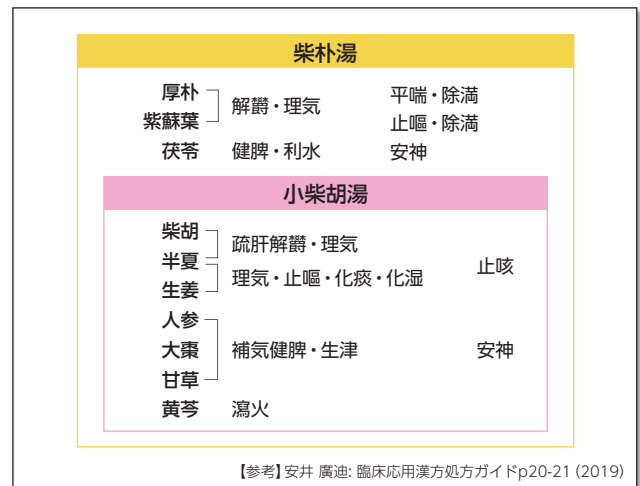 柴朴湯
厚朴 平喘・除満
解欝・理気
紫蘇葉 止嘔・除満
茯苓 健脾・利水 安神
小柴胡湯
柴胡
疏肝解欝・理気
半夏 止咳
理気・止嘔・化痰・化湿
生姜
人参
大棗 補気健脾・生津 安神
甘草
黄芩 瀉火
【参考】安井 廣迪: 臨床応用漢方処方ガイドp20-21 (2019)